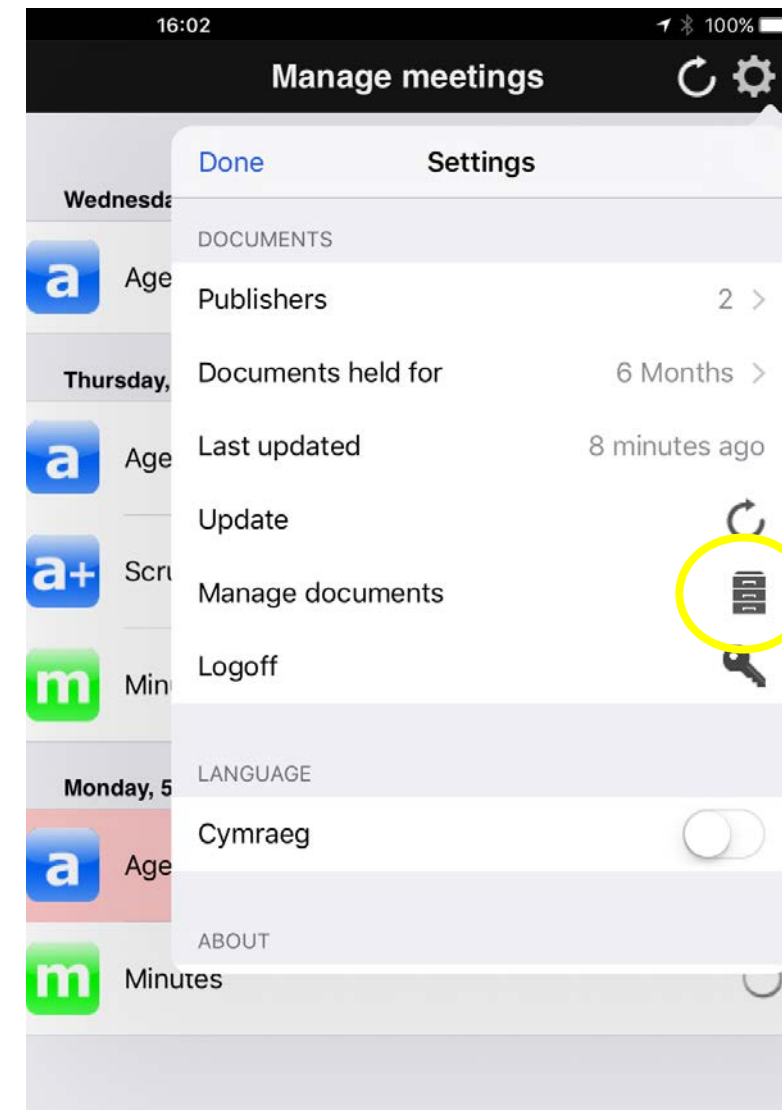 16:02 100%
Manage meetings
Done Settings
Wednesda
DOCUMENTS
a Age
Publishers 2 >
Thursday,
Documents held for 6 Months >
a Age
Last updated 8 minutes ago
Update
a+ Scru
Manage documents
Logoff
m Min
LANGUAGE
Monday, 5
Cymraeg
a Age
ABOUT
m Minutes